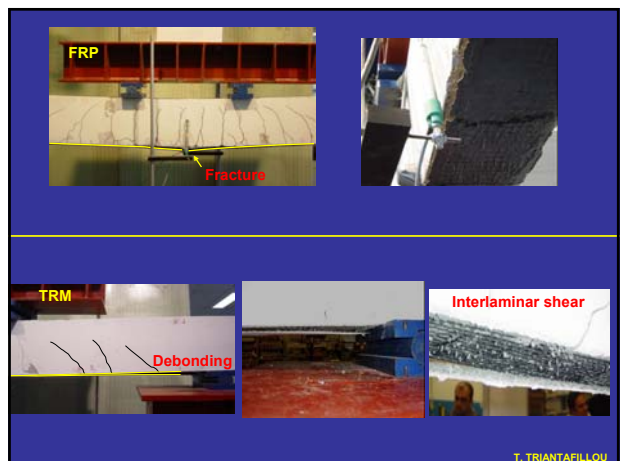 FRP
Fracture
TRM
Debonding
Interlaminar shear
T. TRIANTAFILLOU